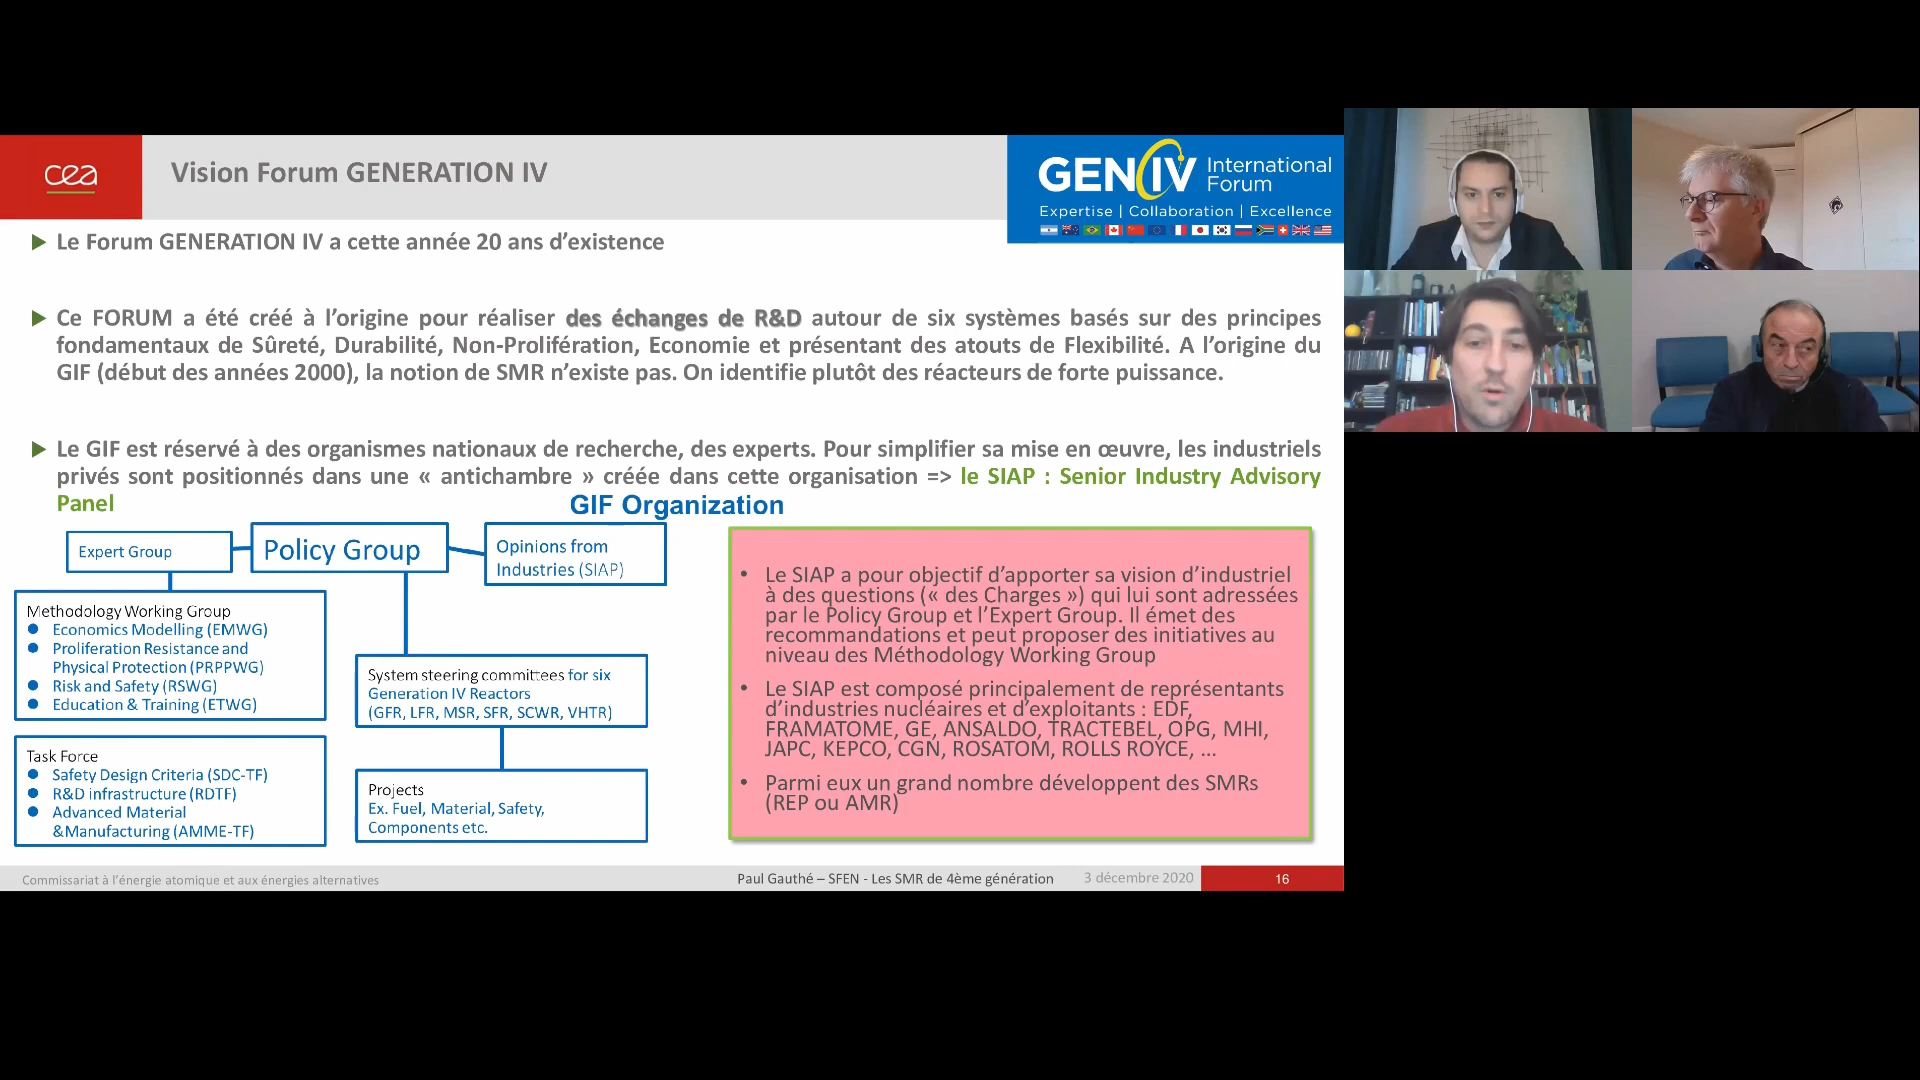 cea
Vision Forum GENERATION IV
GENIV International
Forum
Expertise | Collaboration | Excellence
Le Forum GENERATION IV a cette année 20 ans d’existence
Ce FORUM a été créé à l’origine pour réaliser des échanges de R&D autour de six systèmes basés sur des principes
fondamentaux de Sûreté, Durabilité, Non-Prolifération, Economie et présentant des atouts de Flexibilité. A l’origine du
GIF (début des années 2000), la notion de SMR n’existe pas. On identifie plutôt des réacteurs de forte puissance.
Le GIF est réservé à des organismes nationaux de recherche, des experts. Pour simplifier sa mise en œuvre, les industriels
privés sont positionnés dans une « antichambre » créée dans cette organisation => le SIAP : Senior Industry Advisory
Panel
GIF Organization
Expert Group
Policy Group
Opinions from
Industries (SIAP)
Methodology Working Group
Economics Modelling (EMWG)
Proliferation Resistance and
Physical Protection (PRPPWG)
Risk and Safety (RSWG)
Education & Training (ETWG)
System steering committees for six
Generation IV Reactors
(GFR, LFR, MSR, SFR, SCWR, VHTR)
Task Force
Safety Design Criteria (SDC-TF)
R&D infrastructure (RDTF)
Advanced Material
&Manufacturing (AMME-TF)
Projects
Ex. Fuel, Material, Safety,
Components etc.
• Le SIAP a pour objectif d’apporter sa vision d’industriel
à des questions (« des Charges ») qui lui sont adressées
par le Policy Group et l’Expert Group. Il émet des
recommandations et peut proposer des initiatives au
niveau des Méthodology Working Group
• Le SIAP est composé principalement de représentants
d’industries nucléaires et d’exploitants : EDF,
FRAMATOME, GE, ANSALDO, TRACTEBEL, OPG, MHI,
JAPC, KEPCO, CGN, ROSATOM, ROLLS ROYCE, ...
• Parmi eux un grand nombre développent des SMRs
(REP ou AMR)
Commissariat à l’énergie atomique et aux énergies alternatives
Paul Gauthé – SFEN - Les SMR de 4ème génération
3 décembre 2020
16